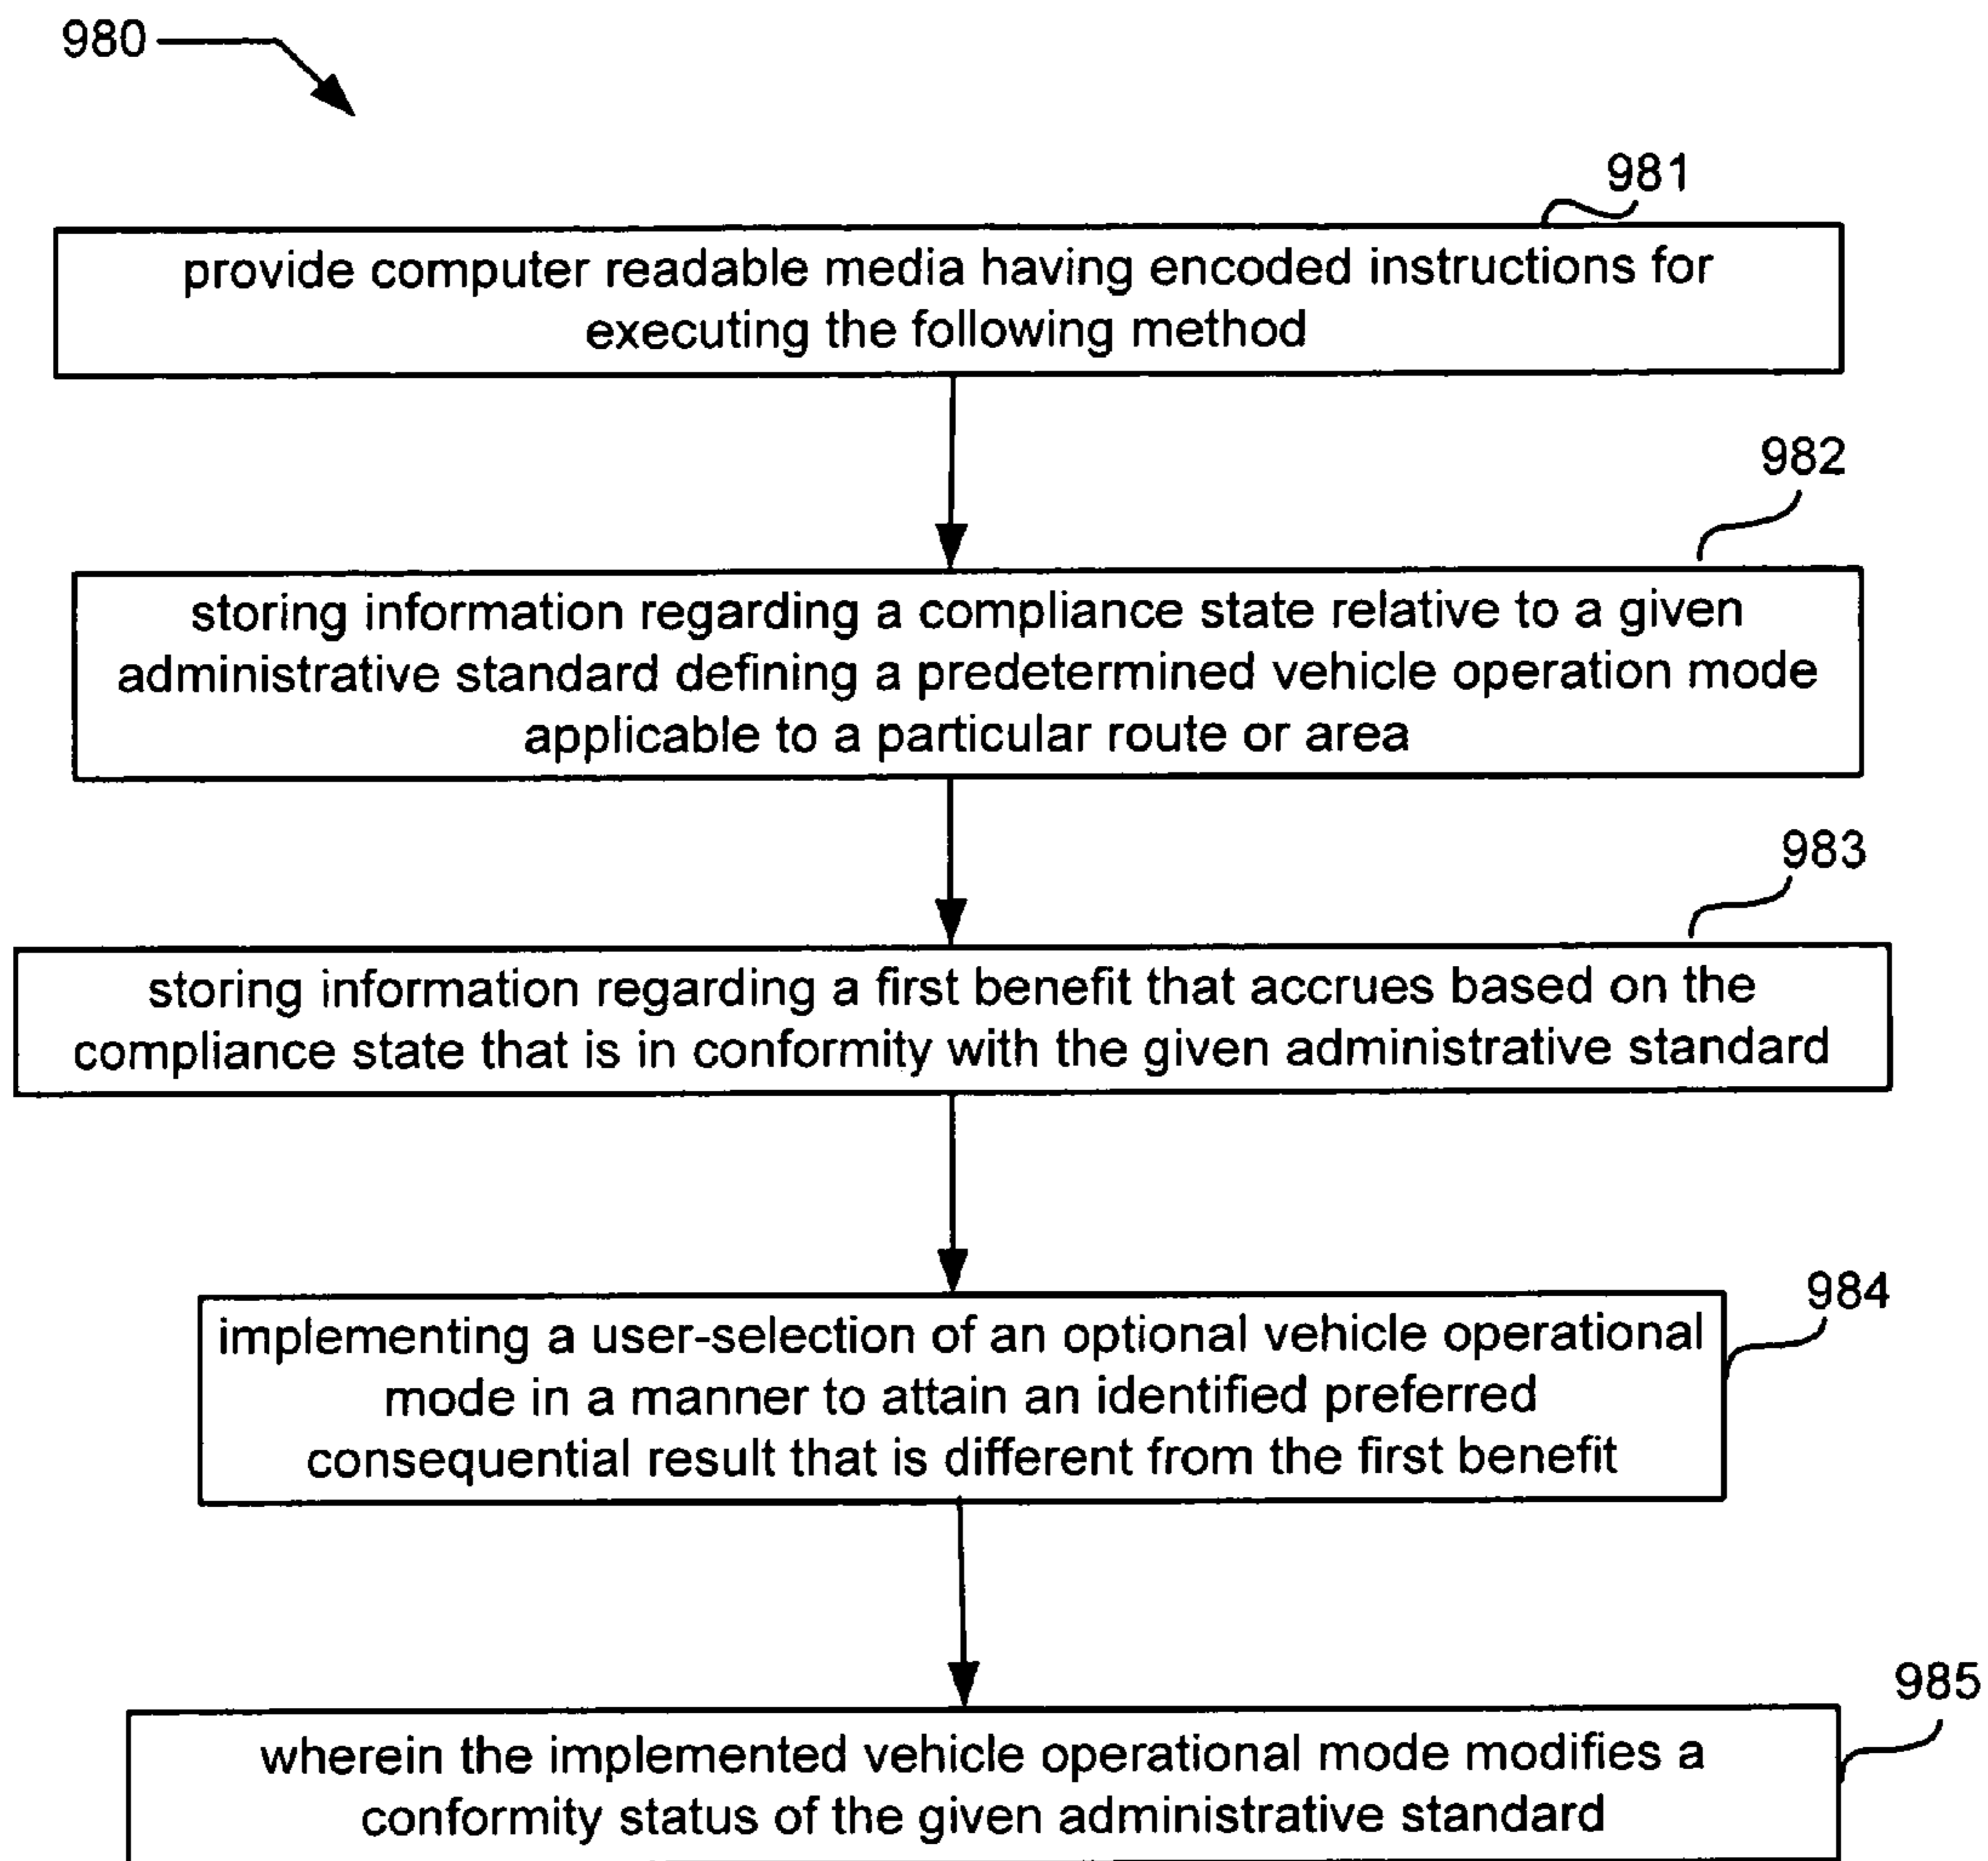 980
981
provide computer readable media having encoded instructions for
executing the following method
982
storing information regarding a compliance state relative to a given
administrative standard defining a predetermined vehicle operation mode
applicable to a particular route or area
983
storing information regarding a first benefit that accrues based on the
compliance state that is in conformity with the given administrative standard
984
implementing a user-selection of an optional vehicle operational
mode in a manner to attain an identified preferred
consequential result that is different from the first benefit
985
wherein the implemented vehicle operational mode modifies a
conformity status of the given administrative standard